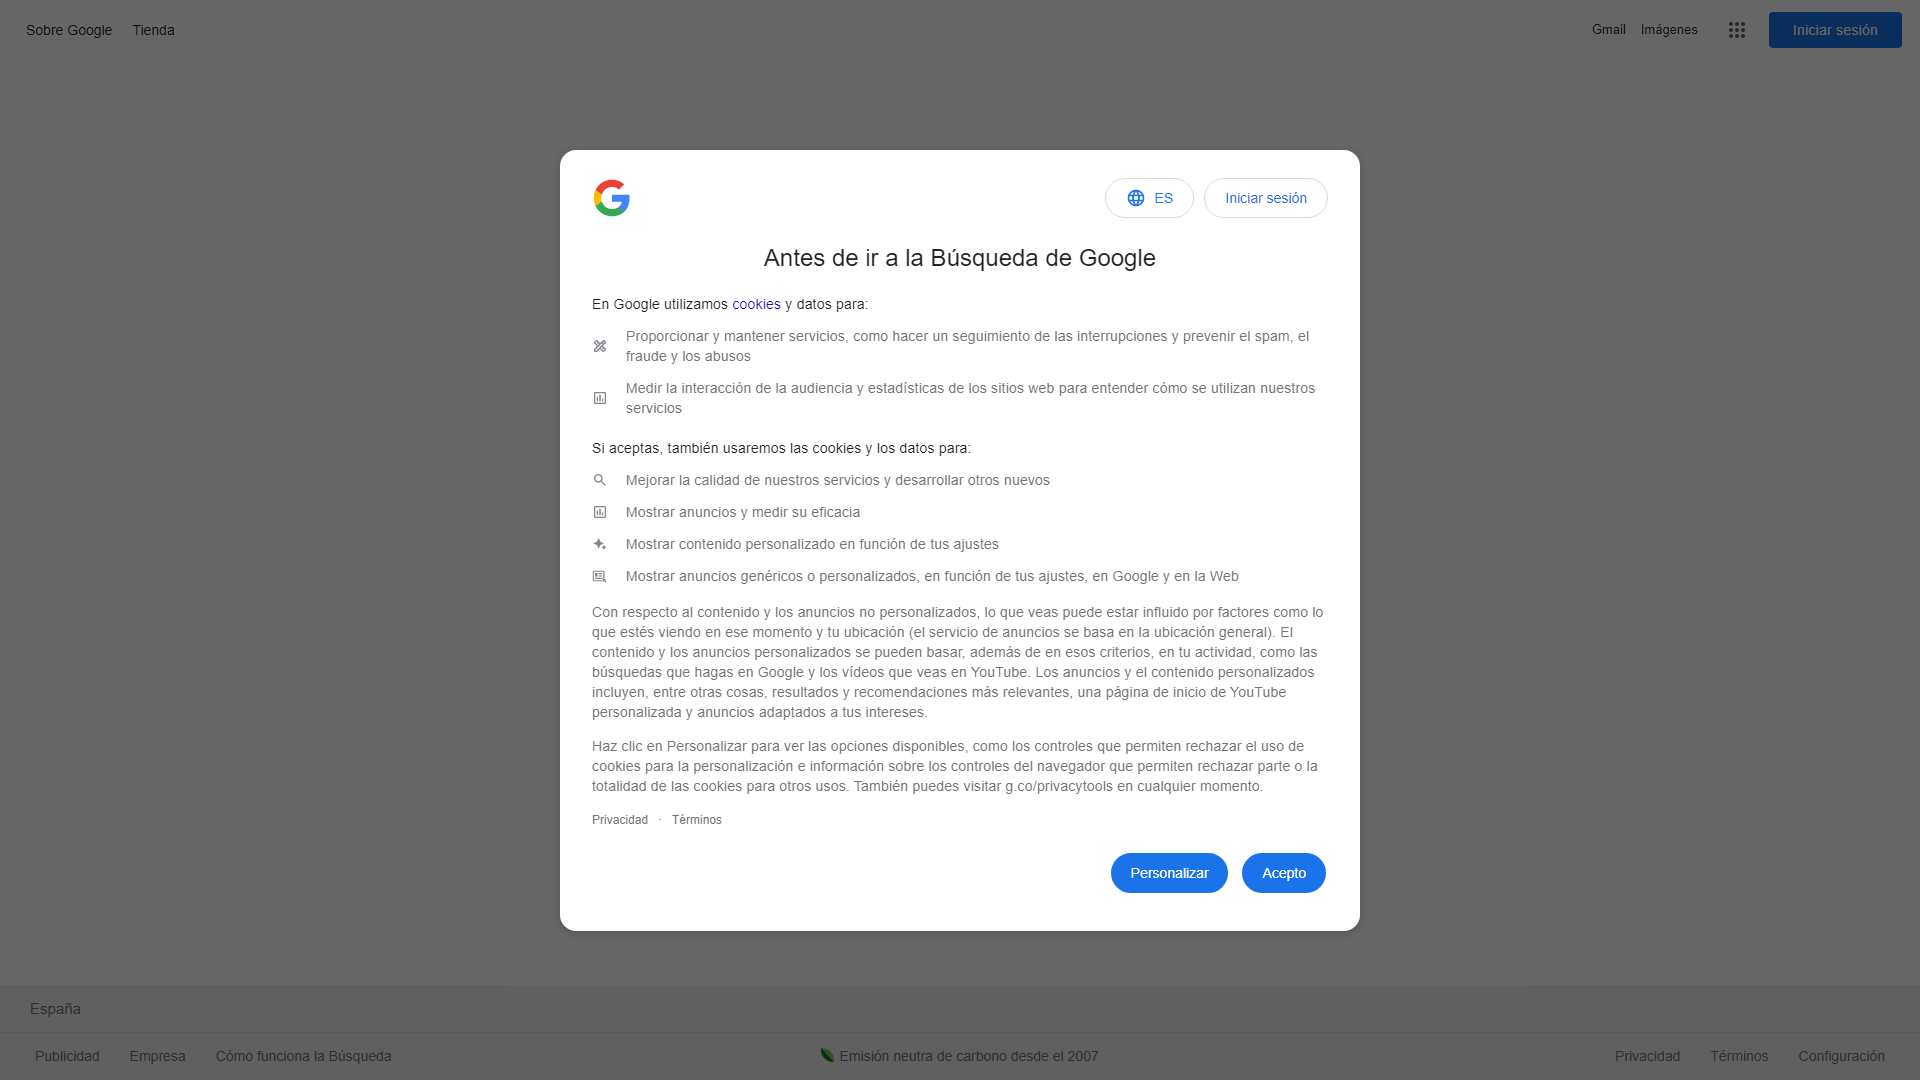 Sobre Google Tienda
Gmail Imágenes Iniciar sesión
ES Iniciar sesión
Antes de ir a la Búsqueda de Google
En Google utilizamos cookies y datos para:
Proporcionar y mantener servicios, como hacer un seguimiento de las interrupciones y prevenir el spam, el
fraude y los abusos
Medir la interacción de la audiencia y estadísticas de los sitios web para entender cómo se utilizan nuestros
servicios
Si aceptas, también usaremos las cookies y los datos para:
Mejorar la calidad de nuestros servicios y desarrollar otros nuevos
Mostrar anuncios y medir su eficacia
Mostrar contenido personalizado en función de tus ajustes
Mostrar anuncios genéricos o personalizados, en función de tus ajustes, en Google y en la Web
Con respecto al contenido y los anuncios no personalizados, lo que veas puede estar influido por factores como lo
que estés viendo en ese momento y tu ubicación (el servicio de anuncios se basa en la ubicación general). El
contenido y los anuncios personalizados se pueden basar, además de en esos criterios, en tu actividad, como las
búsquedas que hagas en Google y los vídeos que veas en YouTube. Los anuncios y el contenido personalizados
incluyen, entre otras cosas, resultados y recomendaciones más relevantes, una página de inicio de YouTube
personalizada y anuncios adaptados a tus intereses.
Haz clic en Personalizar para ver las opciones disponibles, como los controles que permiten rechazar el uso de
cookies para la personalización e información sobre los controles del navegador que permiten rechazar parte o la
totalidad de las cookies para otros usos. También puedes visitar g.co/privacytools en cualquier momento.
Privacidad · Términos
Personalizar Acepto
España
Publicidad Empresa Cómo funciona la Búsqueda
Emisión neutra de carbono desde el 2007
Privacidad Términos Configuración